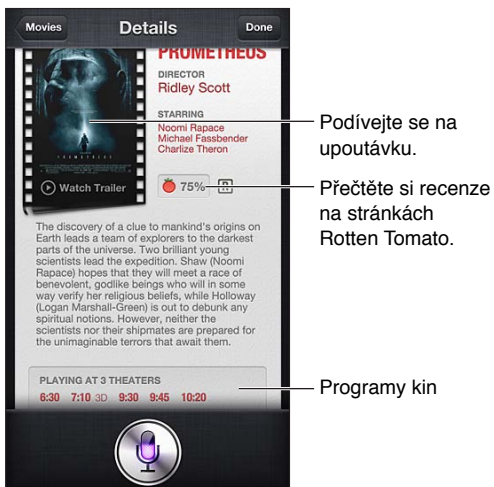 Movies
Details
Done
PROMETHEUS
DIRECTOR
Ridley Scott
STARRING
Noomi Rapace
Michael Fassbender
Charlize Theron
PROMETHEUS
Watch Trailer
75%
The discovery of a clue to mankind's origins on
Earth leads a team of explorers to the darkest
parts of the universe. Two brilliant young
scientists lead the expedition. Shaw (Noomi
Rapace) hopes that they will meet a race of
benevolent, godlike beings who will in some
way verify her religious beliefs, while Holloway
(Logan Marshall-Green) is out to debunk any
spiritual notions. However, neither the
scientists nor their shipmates are prepared for
the unimaginable terrors that await them.
PLAYING AT 3 THEATERS
6:30 7:10 3D 9:30 9:45 10:20
Podívejte se na
upoutávku.
Přečtěte si recenze
na stránkách
Rotten Tomato.
Programy kin